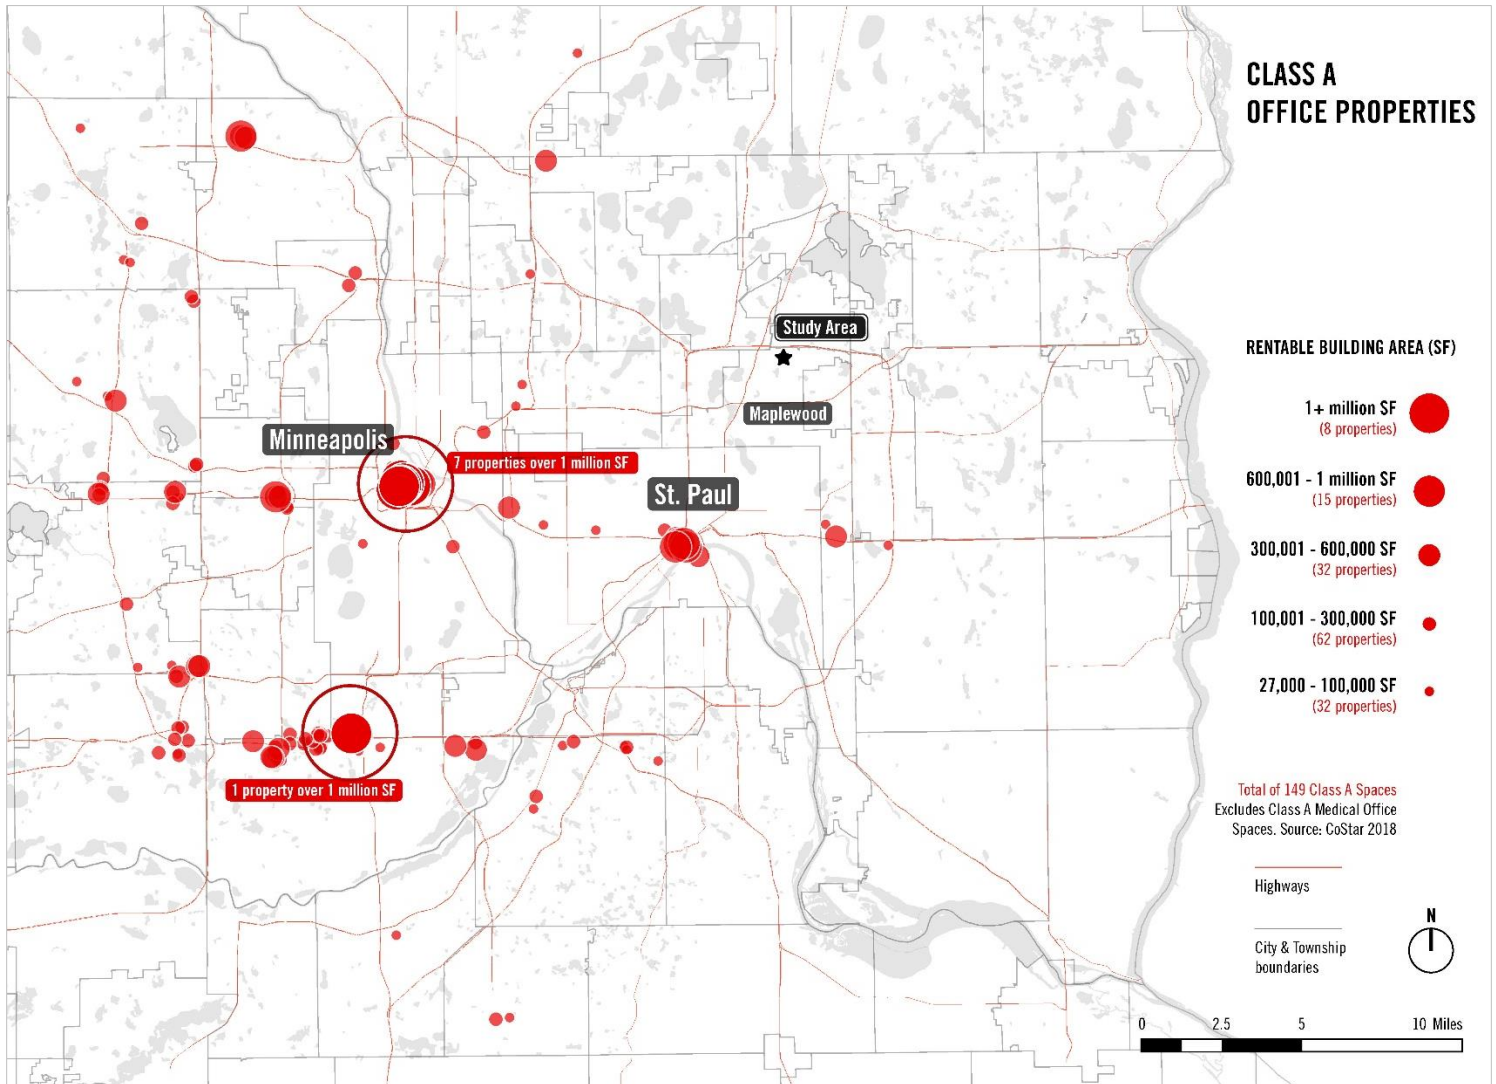 CLASS A
OFFICE PROPERTIES
Study Area
Maplewood
Minneapolis
7 properties over 1 million SF
St. Paul
1 property over 1 million SF
RENTABLE BUILDING AREA (SF)
1+ million SF
(8 properties)
600,001 - 1 million SF
(15 properties)
300,001 - 600,000 SF
(32 properties)
100,001 - 300,000 SF
(62 properties)
27,000 - 100,000 SF
(32 properties)
Total of 149 Class A Spaces
Excludes Class A Medical Office
Spaces. Source: CoStar 2018
Highways
City & Township
boundaries
N
0 2.5 5 10 Miles